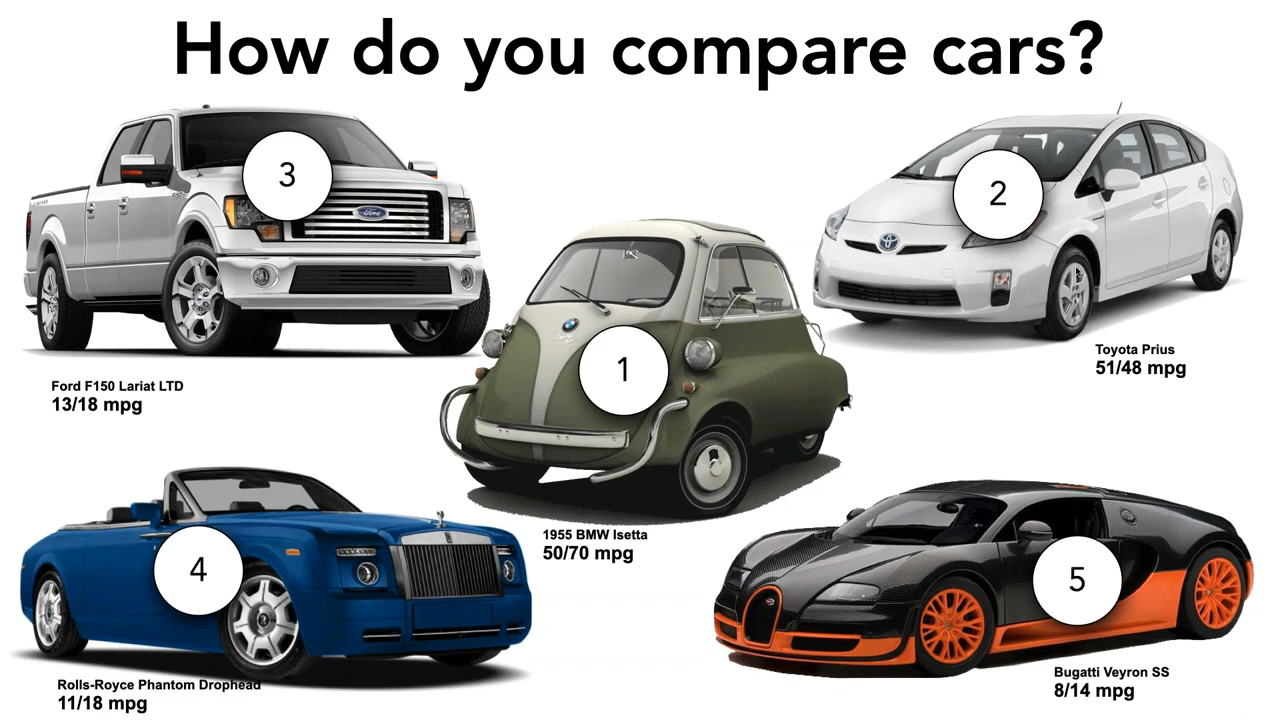 How do you compare cars?
3
Ford
2
1
Ford F150 Lariat LTD
13/18 mpg
Toyota Prius
51/48 mpg
4
1955 BMW Isetta
50/70 mpg
5
Rolls-Royce Phantom Drophead
11/18 mpg
Bugatti Veyron SS
8/14 mpg